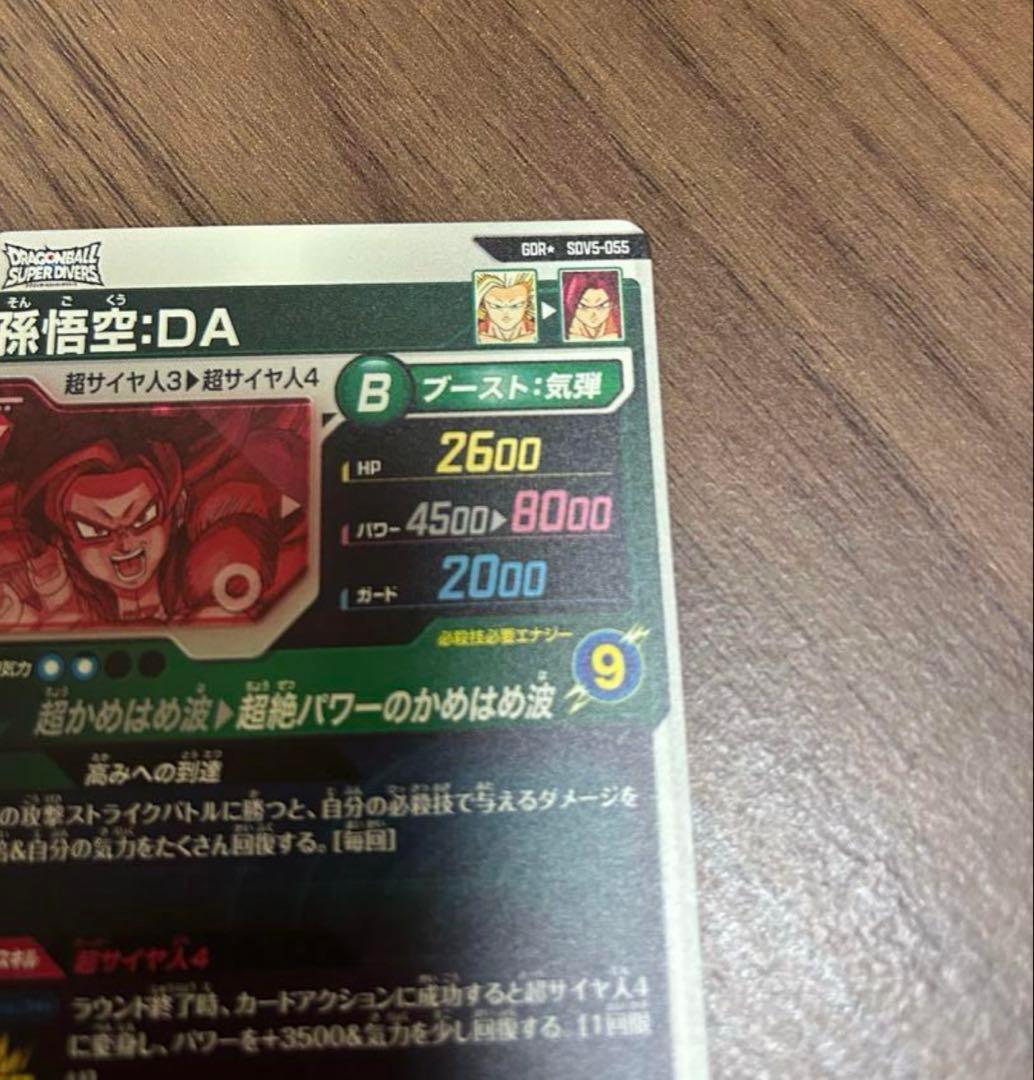 GDR★ SDV5-055
DRAGONBALL
SUPER DIVERS
そん ご くう
孫悟空:DA
超サイヤ人3▶超サイヤ人4
B ブースト:気弾
HP 2600
パワー 4500▶8000
ガード 2000
必殺技必要エナジー
9
気力
超かめはめ波▶超絶パワーのかめはめ波
高みへの到達
の攻撃ストライクバトルに勝つと、自分の必殺技で与えるダメージを
&自分の気力をたくさん回復する。[毎回]
超サイヤ人4
ラウンド終了時、カードアクションに成功すると超サイヤ人4
に変身し、パワーを+3500&気力を少し回復する。[1回限